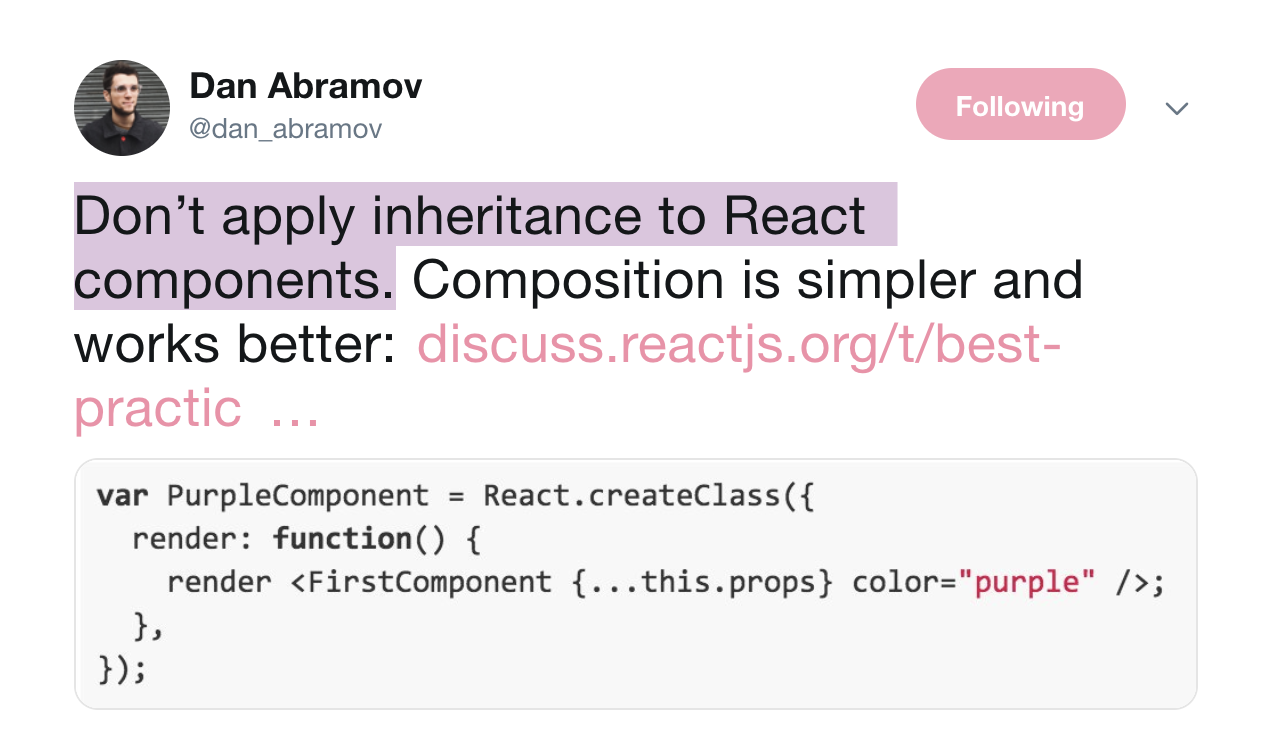 Dan Abramov
@dan_abramov
Following
Don’t apply inheritance to React
components. Composition is simpler and
works better: discuss.reactjs.org/t/best-
practic …
var PurpleComponent = React.createClass({
  render: function() {
    render <FirstComponent {...this.props} color="purple" />;
  },
});